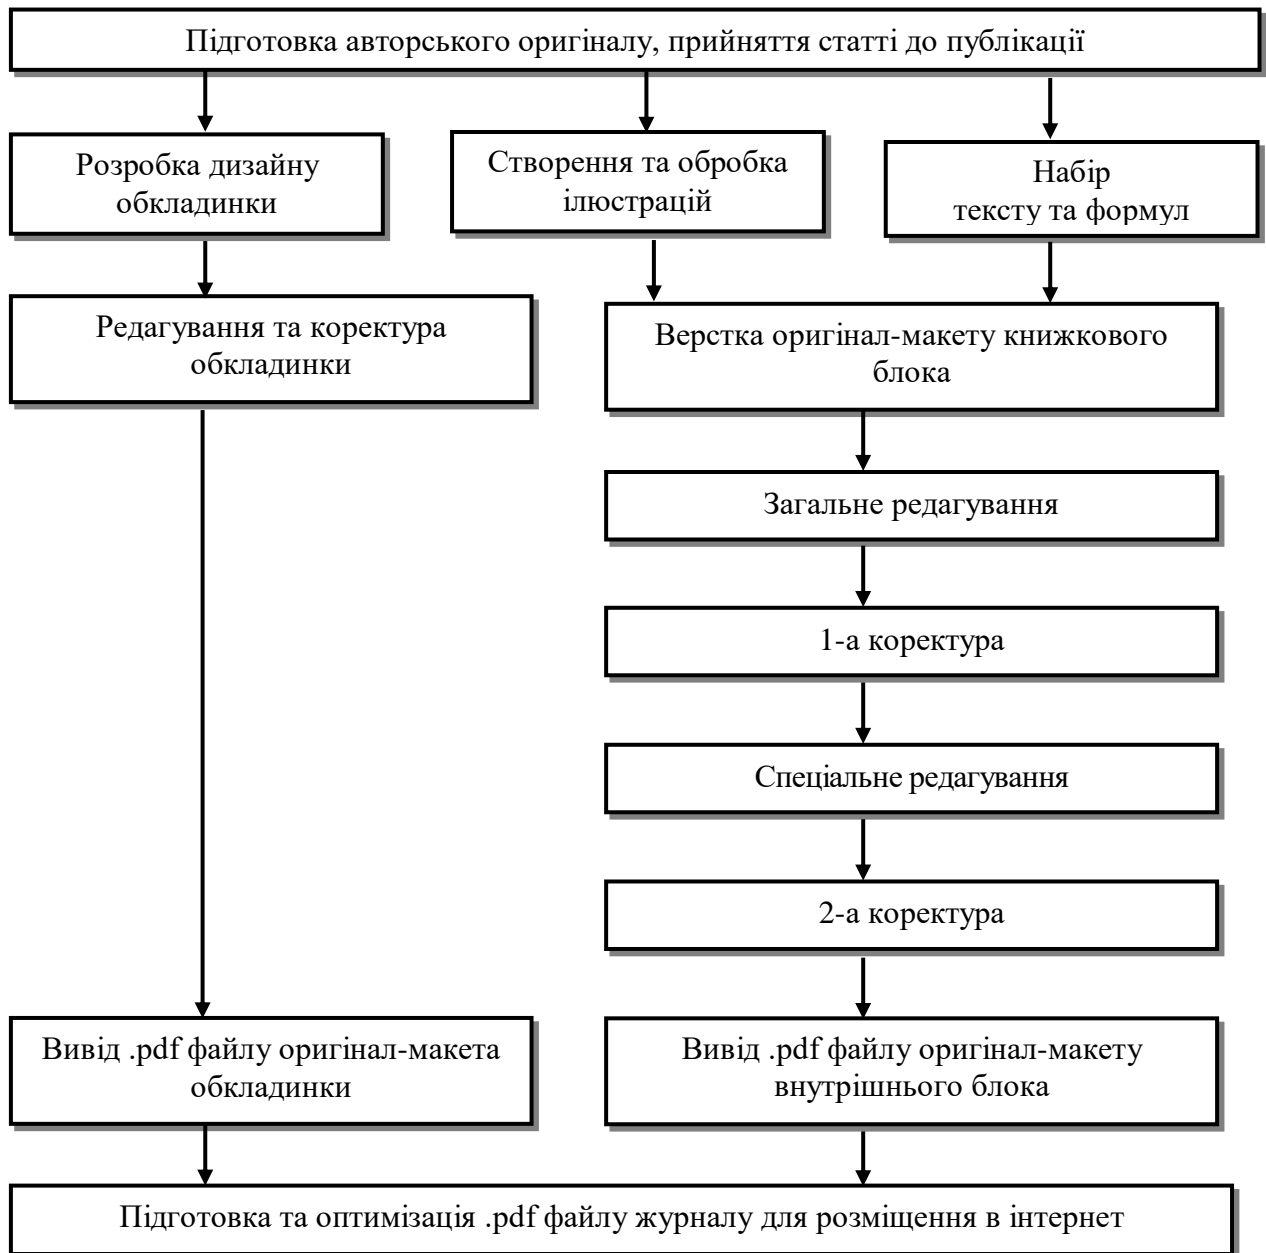 Підготовка авторського оригіналу, прийняття статті до публікації
Розробка дизайну
обкладинки
Створення та обробка
ілюстрацій
Набір
тексту та формул
Редагування та коректура
обкладинки
Верстка оригінал-макету книжкового
блока
Загальне редагування
1-а коректура
Спеціальне редагування
2-а коректура
Вивід .pdf файлу оригінал-макета
обкладинки
Вивід .pdf файлу оригінал-макету
внутрішнього блока
Підготовка та оптимізація .pdf файлу журналу для розміщення в інтернет